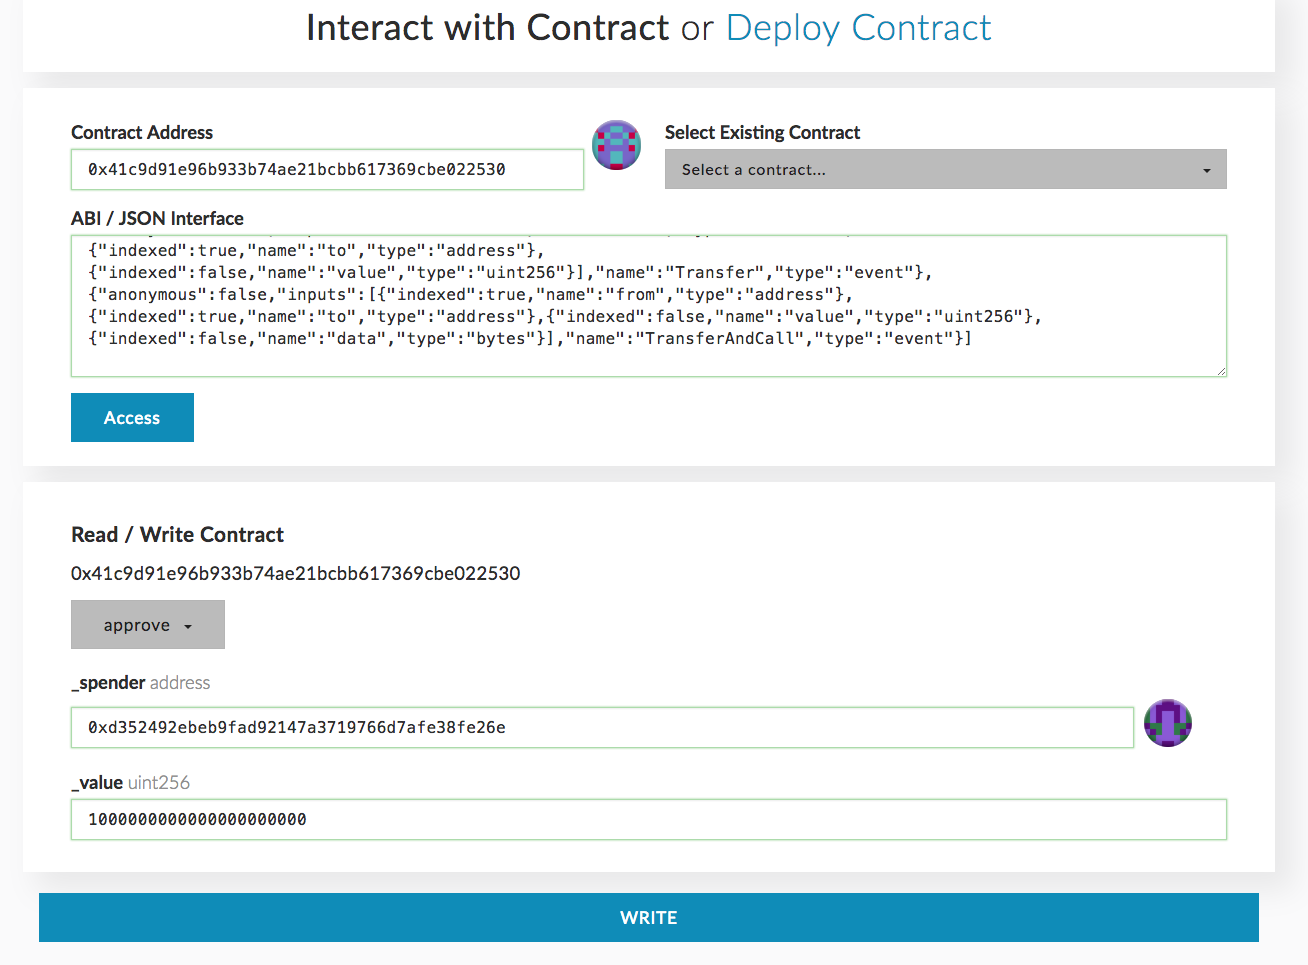 Interact with Contract or Deploy Contract
Contract Address
0x41c9d91e96b933b74ae21bcbb617369cbe022530
Select Existing Contract
Select a contract...
ABI / JSON Interface
{"indexed":true,"name":"to","type":"address"},
{"indexed":false,"name":"value","type":"uint256"}],"name":"Transfer","type":"event"},
{"anonymous":false,"inputs":[{"indexed":true,"name":"from","type":"address"},
{"indexed":true,"name":"to","type":"address"},{"indexed":false,"name":"value","type":"uint256"},
{"indexed":false,"name":"data","type":"bytes"}],"name":"TransferAndCall","type":"event"}]
Access
Read / Write Contract
0x41c9d91e96b933b74ae21bcbb617369cbe022530
approve
_spender address
0xd352492ebeb9fad92147a3719766d7afe38fe26e
_value uint256
1000000000000000000000
WRITE